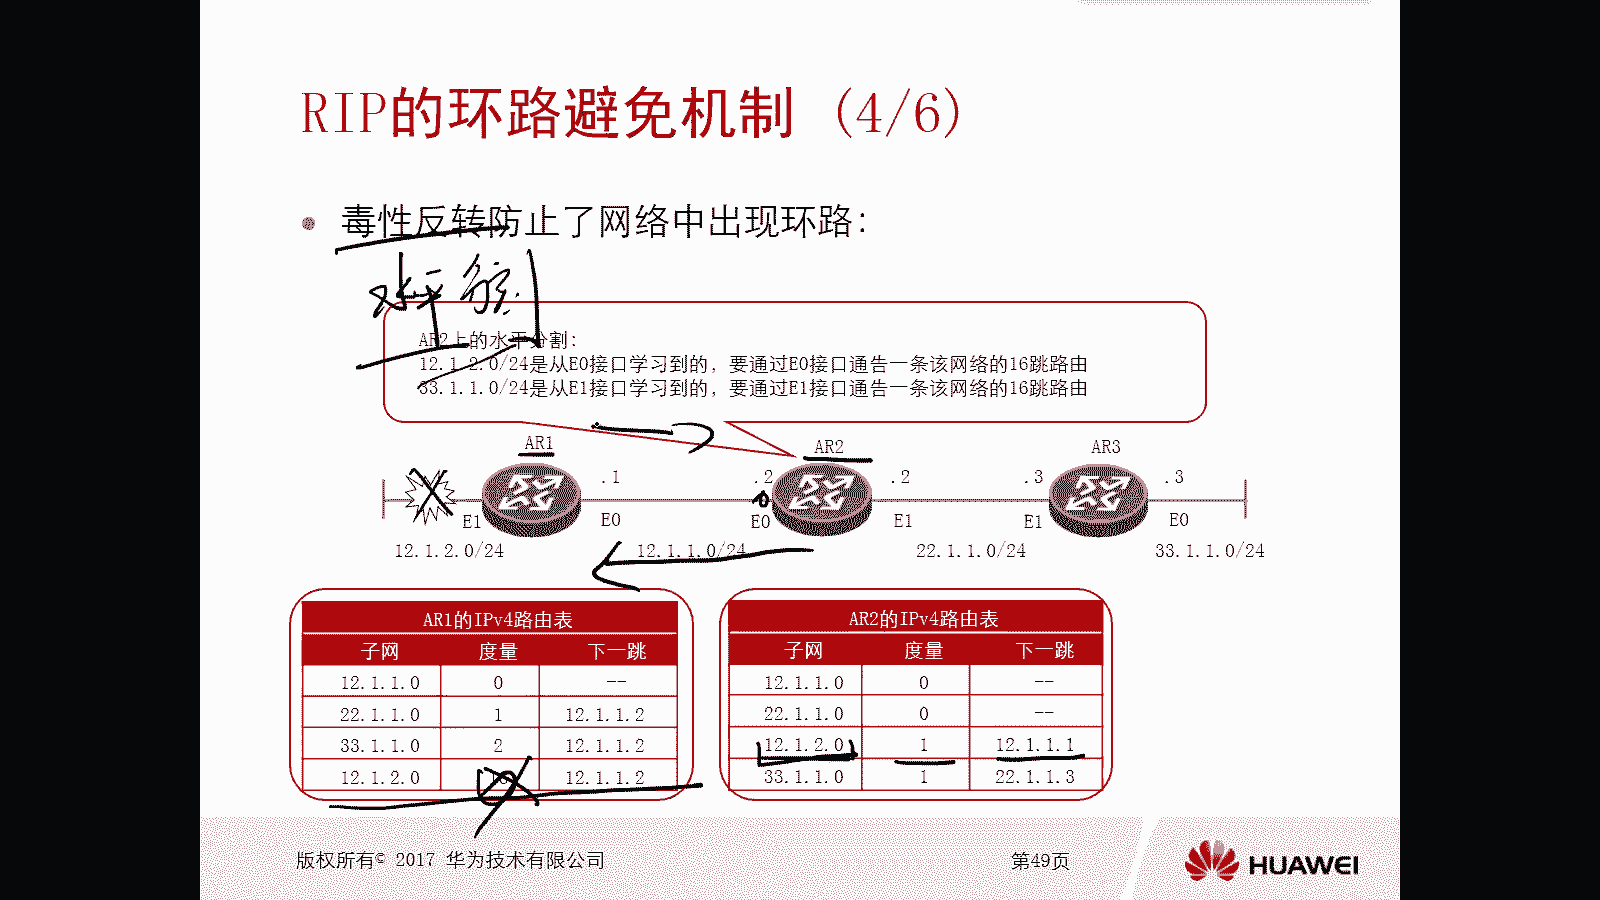 RIP的环路避免机制 (4/6)
毒性反转防止了网络中出现环路:
水平分割
AR2上的水平分割:
12.1.2.0/24是从E0接口学习到的, 要通过E0接口通告一条该网络的16跳路由
33.1.1.0/24是从E1接口学习到的, 要通过E1接口通告一条该网络的16跳路由
AR1 AR2 AR3
.1 .2 .2 .3 .3
E1 E0 E0 E1 E1 E0
12.1.2.0/24 12.1.1.0/24 22.1.1.0/24 33.1.1.0/24
AR1的IPv4路由表
子网 度量 下一跳
12.1.1.0 0 --
22.1.1.0 1 12.1.1.2
33.1.1.0 2 12.1.1.2
12.1.2.0 12.1.1.2
AR2的IPv4路由表
子网 度量 下一跳
12.1.1.0 0 --
22.1.1.0 0 --
12.1.2.0 1 12.1.1.1
33.1.1.0 1 22.1.1.3
版权所有© 2017 华为技术有限公司
第49页
HUAWEI